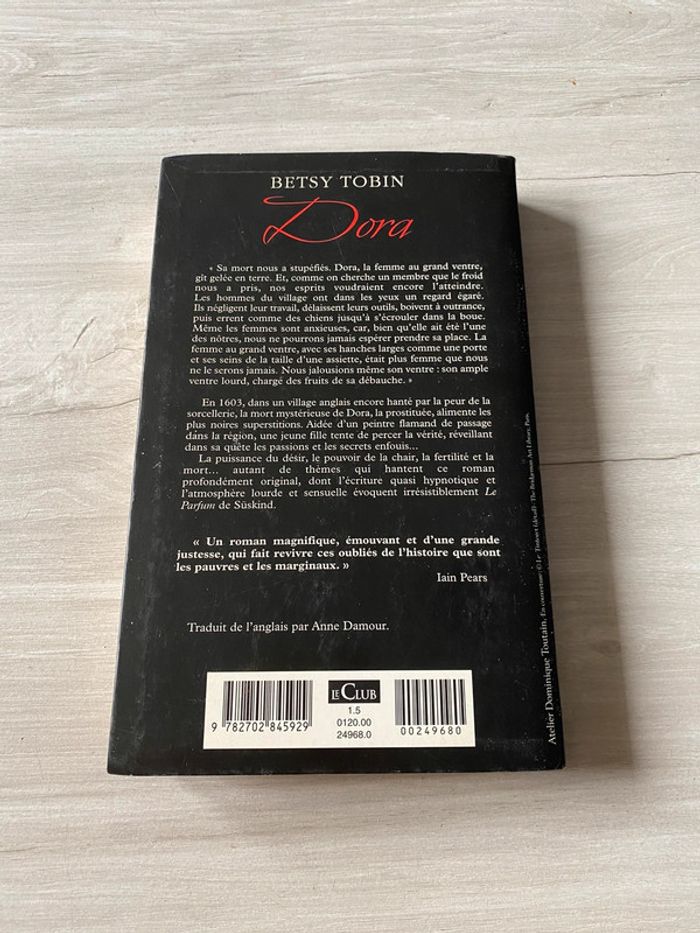 BETSY TOBIN
Dora
« Sa mort nous a stupéfiés. Dora, la femme au grand ventre,
gît gelée en terre. Et, comme on cherche un membre que le froid
nous a pris, nos esprits voudraient encore l'atteindre.
Les hommes du village ont dans les yeux un regard égaré.
Ils négligent leur travail, délaissent leurs outils, boivent à outrance,
puis errent comme des chiens jusqu'à s'écrouler dans la boue.
Même les femmes sont anxieuses, car, bien qu'elle ait été l'une
des nôtres, nous ne pourrons jamais espérer prendre sa place. La
femme au grand ventre, avec ses hanches larges comme une porte
et ses seins de la taille d'une assiette, était plus femme que nous
ne le serons jamais. Nous jalousions même son ventre : son ample
ventre lourd, chargé des fruits de sa débauche. »
En 1603, dans un village anglais encore hanté par la peur de la
sorcellerie, la mort mystérieuse de Dora, la prostituée, alimente les
plus noires superstitions. Aidée d'un peintre flamand de passage
dans la région, une jeune fille tente de percer la vérité, réveillant
dans sa quête les passions et les secrets enfouis...
La puissance du désir, le pouvoir de la chair, la fertilité et la
mort... autant de thèmes qui hantent ce roman
profondément original, dont l'écriture quasi hypnotique et
l'atmosphère lourde et sensuelle évoquent irrésistiblement Le
Parfum de Süskind.
« Un roman magnifique, émouvant et d'une grande
justesse, qui fait revivre ces oubliés de l'histoire que sont
les pauvres et les marginaux. »
Iain Pears
Traduit de l'anglais par Anne Damour.
LE CLUB
1.5
0120.00
24968.0
9 782702 845929
00249680
Atelier Dominique Toutain. En couverture : © Le Tintoret (détail). The Bridgeman Art Library, Paris.